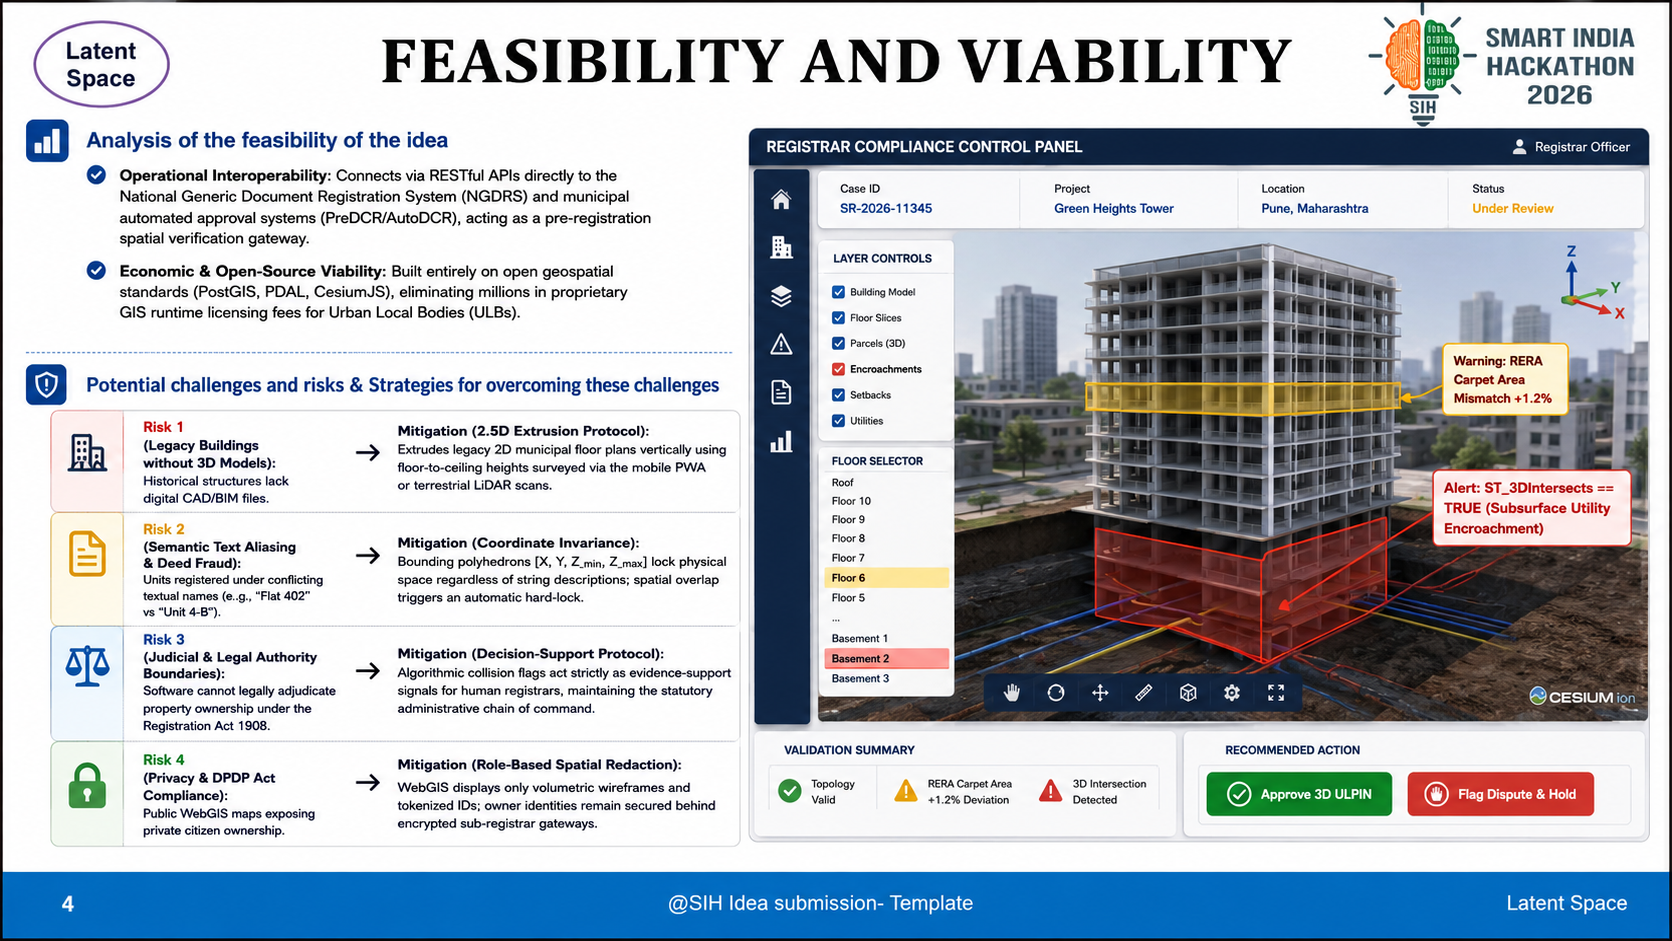 Latent
Space
FEASIBILITY AND VIABILITY
SIH
SMART INDIA
HACKATHON
2026
Analysis of the feasibility of the idea
Operational Interoperability: Connects via RESTful APIs directly to the
National Generic Document Registration System (NGDRS) and municipal
automated approval systems (PreDCR/AutoDCR), acting as a pre-registration
spatial verification gateway.
Economic & Open-Source Viability: Built entirely on open geospatial
standards (PostGIS, PDAL, CesiumJS), eliminating millions in proprietary
GIS runtime licensing fees for Urban Local Bodies (ULBs).
Potential challenges and risks & Strategies for overcoming these challenges
Risk 1
(Legacy Buildings
without 3D Models):
Historical structures lack
digital CAD/BIM files.
Mitigation (2.5D Extrusion Protocol):
Extrudes legacy 2D municipal floor plans vertically using
floor-to-ceiling heights surveyed via the mobile PWA
or terrestrial LiDAR scans.
Risk 2
(Semantic Text Aliasing
& Deed Fraud):
Units registered under conflicting
textual names (e..g., “Flat 402”
vs “Unit 4-B”).
Mitigation (Coordinate Invariance):
Bounding polyhedrons [X, Y, Z_min, Z_max] lock physical
space regardless of string descriptions; spatial overlap
triggers an automatic hard-lock.
Risk 3
(Judicial & Legal Authority
Boundaries):
Software cannot legally adjudicate
property ownership under the
Registration Act 1908.
Mitigation (Decision-Support Protocol):
Algorithmic collision flags act strictly as evidence-support
signals for human registrars, maintaining the statutory
administrative chain of command.
Risk 4
(Privacy & DPDP Act
Compliance):
Public WebGIS maps exposing
private citizen ownership.
Mitigation (Role-Based Spatial Redaction):
WebGIS displays only volumetric wireframes and
tokenized IDs; owner identities remain secured behind
encrypted sub-registrar gateways.
REGISTRAR COMPLIANCE CONTROL PANEL
Registrar Officer
Case ID
SR-2026-11345
Project
Green Heights Tower
Location
Pune, Maharashtra
Status
Under Review
LAYER CONTROLS
Building Model
Floor Slices
Parcels (3D)
Encroachments
Setbacks
Utilities
FLOOR SELECTOR
Roof
Floor 10
Floor 9
Floor 8
Floor 7
Floor 6
Floor 5
...
Basement 1
Basement 2
Basement 3
Z
Y
X
Warning: RERA
Carpet Area
Mismatch +1.2%
Alert: ST_3DIntersects ==
TRUE (Subsurface Utility
Encroachment)
CESIUM ion
VALIDATION SUMMARY
Topology
Valid
RERA Carpet Area
+1.2% Deviation
3D Intersection
Detected
RECOMMENDED ACTION
Approve 3D ULPIN
Flag Dispute & Hold
4
@SIH Idea submission- Template
Latent Space